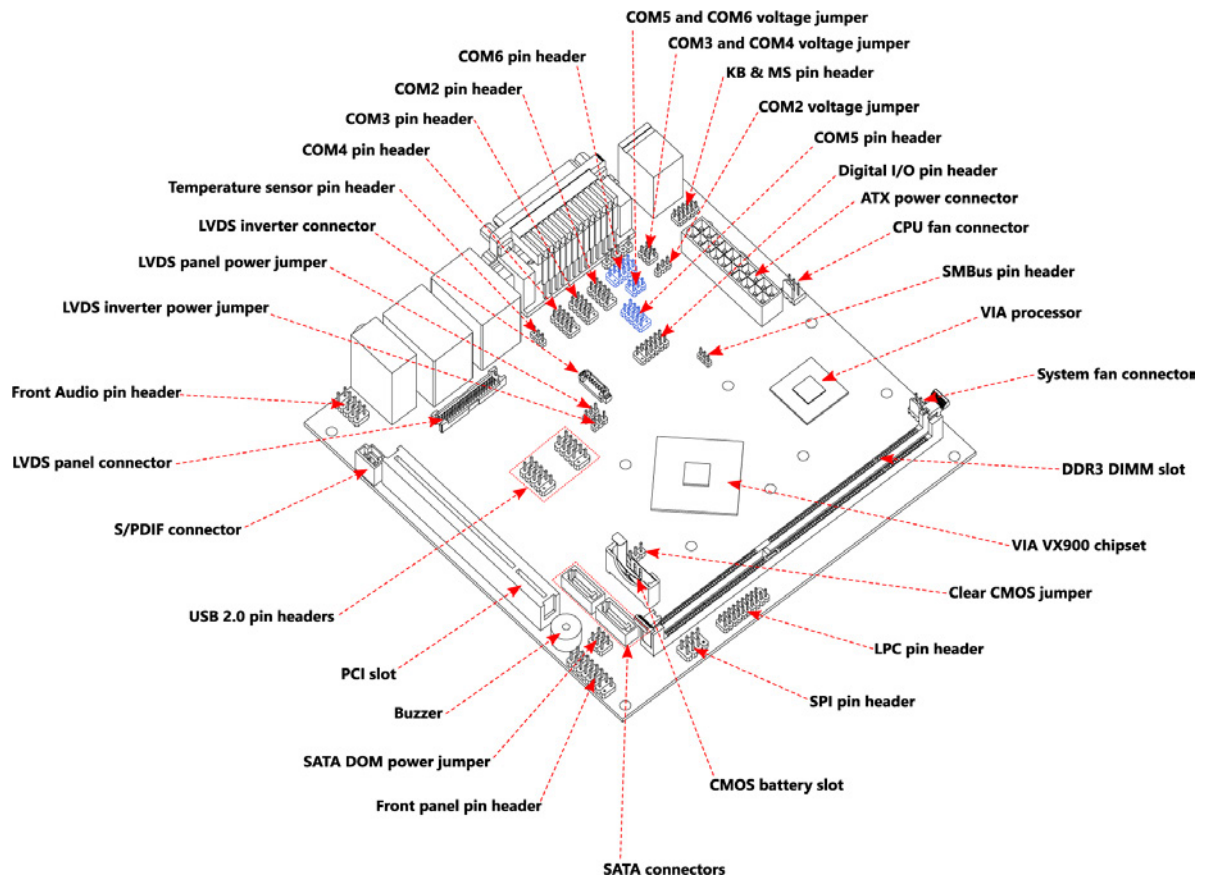 COM5 and COM6 voltage jumper
COM3 and COM4 voltage jumper
COM6 pin header
KB & MS pin header
COM2 pin header
COM2 voltage jumper
COM3 pin header
COM5 pin header
COM4 pin header
Digital I/O pin header
Temperature sensor pin header
ATX power connector
LVDS inverter connector
CPU fan connector
LVDS panel power jumper
SMBus pin header
LVDS inverter power jumper
VIA processor
System fan connector
Front Audio pin header
LVDS panel connector
DDR3 DIMM slot
S/PDIF connector
VIA VX900 chipset
Clear CMOS jumper
USB 2.0 pin headers
LPC pin header
PCI slot
SPI pin header
Buzzer
SATA DOM power jumper
CMOS battery slot
Front panel pin header
SATA connectors